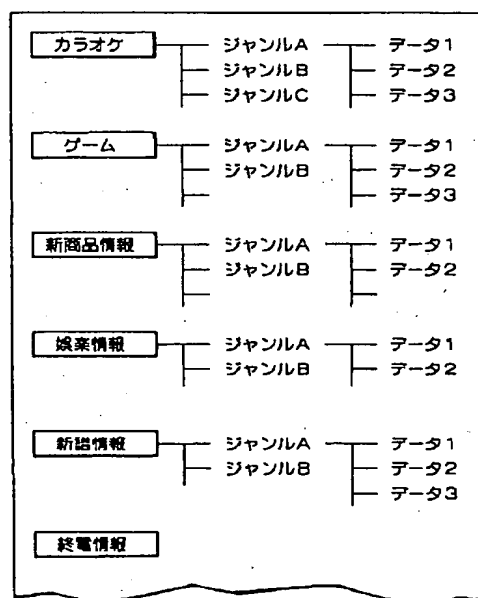 カラオケ ジャンルA データ1
ジャンルB データ2
ジャンルC データ3
ゲーム ジャンルA データ1
ジャンルB データ2
データ3
新商品情報 ジャンルA データ1
ジャンルB データ2
娯楽情報 ジャンルA データ1
ジャンルB データ2
新譜情報 ジャンルA データ1
ジャンルB データ2
データ3
終電情報